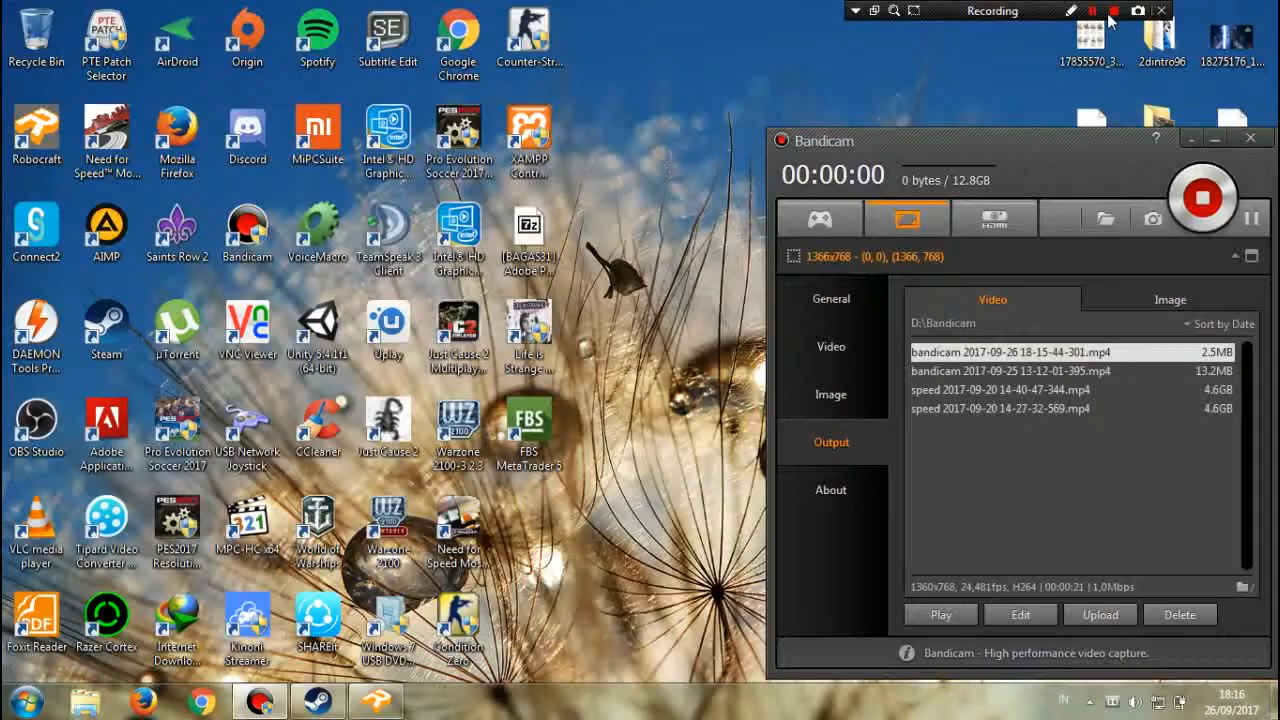 Recording
Recycle Bin
PTE Patch
Selector
AirDroid
Origin
Spotify
Subtitle Edit
Google
Chrome
Counter-Str...
17855570_3...
2dintro96
18275176_1...
Robocraft
Need for
Speed™ Mo...
Mozilla
Firefox
Discord
MiPCSuite
Intel® HD
Graphic...
Pro Evolution
Soccer 2017...
XAMPP
Contr...
Connect2
AIMP
Saints Row 2
Bandicam
VoiceMacro
TeamSpeak 3
Client
Intel® HD
Graphic...
[BAGAS31]
Adobe P...
DAEMON
Tools Pr...
Steam
µTorrent
VNC Viewer
Unity 5.4.1f1
(64-bit)
Uplay
Just Cause 2
Multiplay...
Life is
Strange...
OBS Studio
Adobe
Applicati...
Pro Evolution
Soccer 2017
USB Network
Joystick
CCleaner
Just Cause 2
Warzone
2100-3.2.3
FBS
MetaTrader 5
VLC media
player
Tipard Video
Converter ...
PES2017
Resoluti...
MPC-HC x64
World of
Warships
Warzone
2100
Need for
Speed Mos...
Foxit Reader
Razer Cortex
Internet
Downlo...
Kinoni
Streamer
SHAREit
Windows 7
USB DVD...
Condition
Zero
Bandicam
00:00:00
0 bytes / 12.8GB
HDMI
1366x768 - (0, 0), (1366, 768)
General
Video
Image
Output
About
Video
Image
D:\Bandicam
Sort by Date
bandicam 2017-09-26 18-15-44-301.mp4 2.5MB
bandicam 2017-09-25 13-12-01-395.mp4 13.2MB
speed 2017-09-20 14-40-47-344.mp4 4.6GB
speed 2017-09-20 14-27-32-569.mp4 4.6GB
1360x768, 24,481fps, H264 | 00:00:21 | 1,0Mbps
Play
Edit
Upload
Delete
Bandicam - High performance video capture.
IN
18:16
26/09/2017